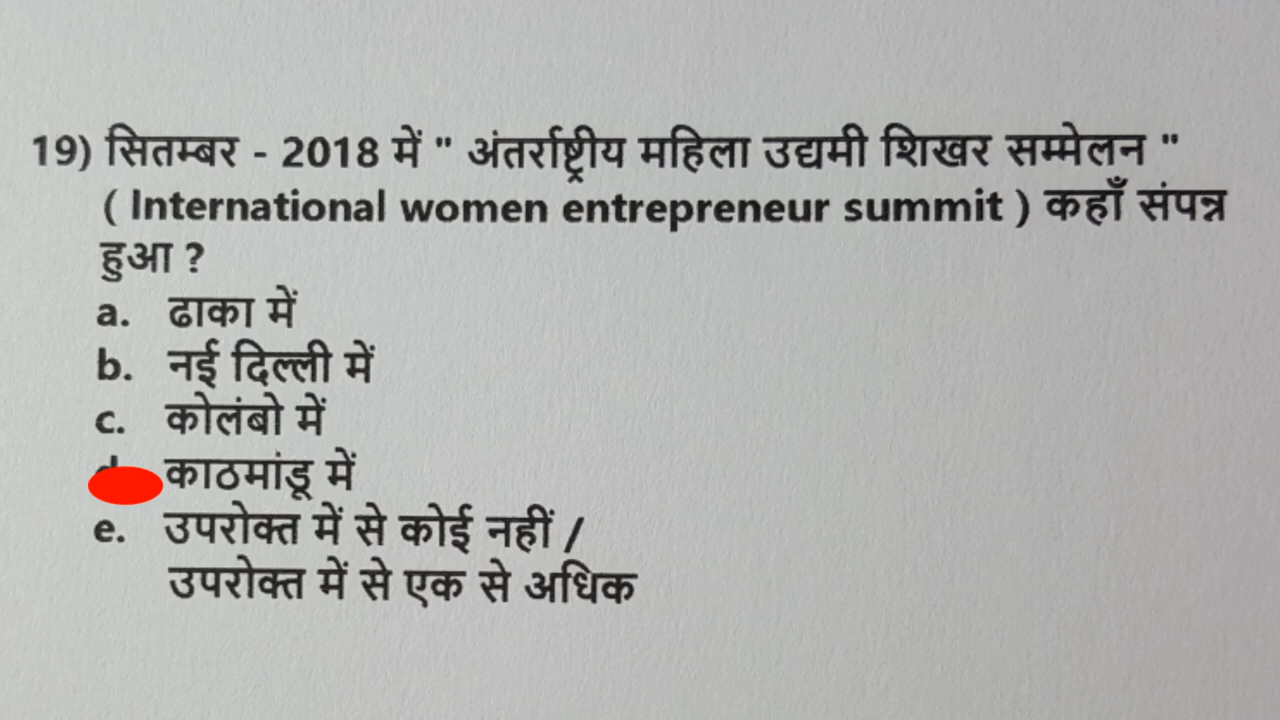 19) सितम्बर - 2018 में " अंतर्राष्ट्रीय महिला उद्यमी शिखर सम्मेलन "
( International women entrepreneur summit ) कहाँ संपन्न
हुआ ?
a. ढाका में
b. नई दिल्ली में
c. कोलंबो में
काठमांडू में
e. उपरोक्त में से कोई नहीं /
उपरोक्त में से एक से अधिक